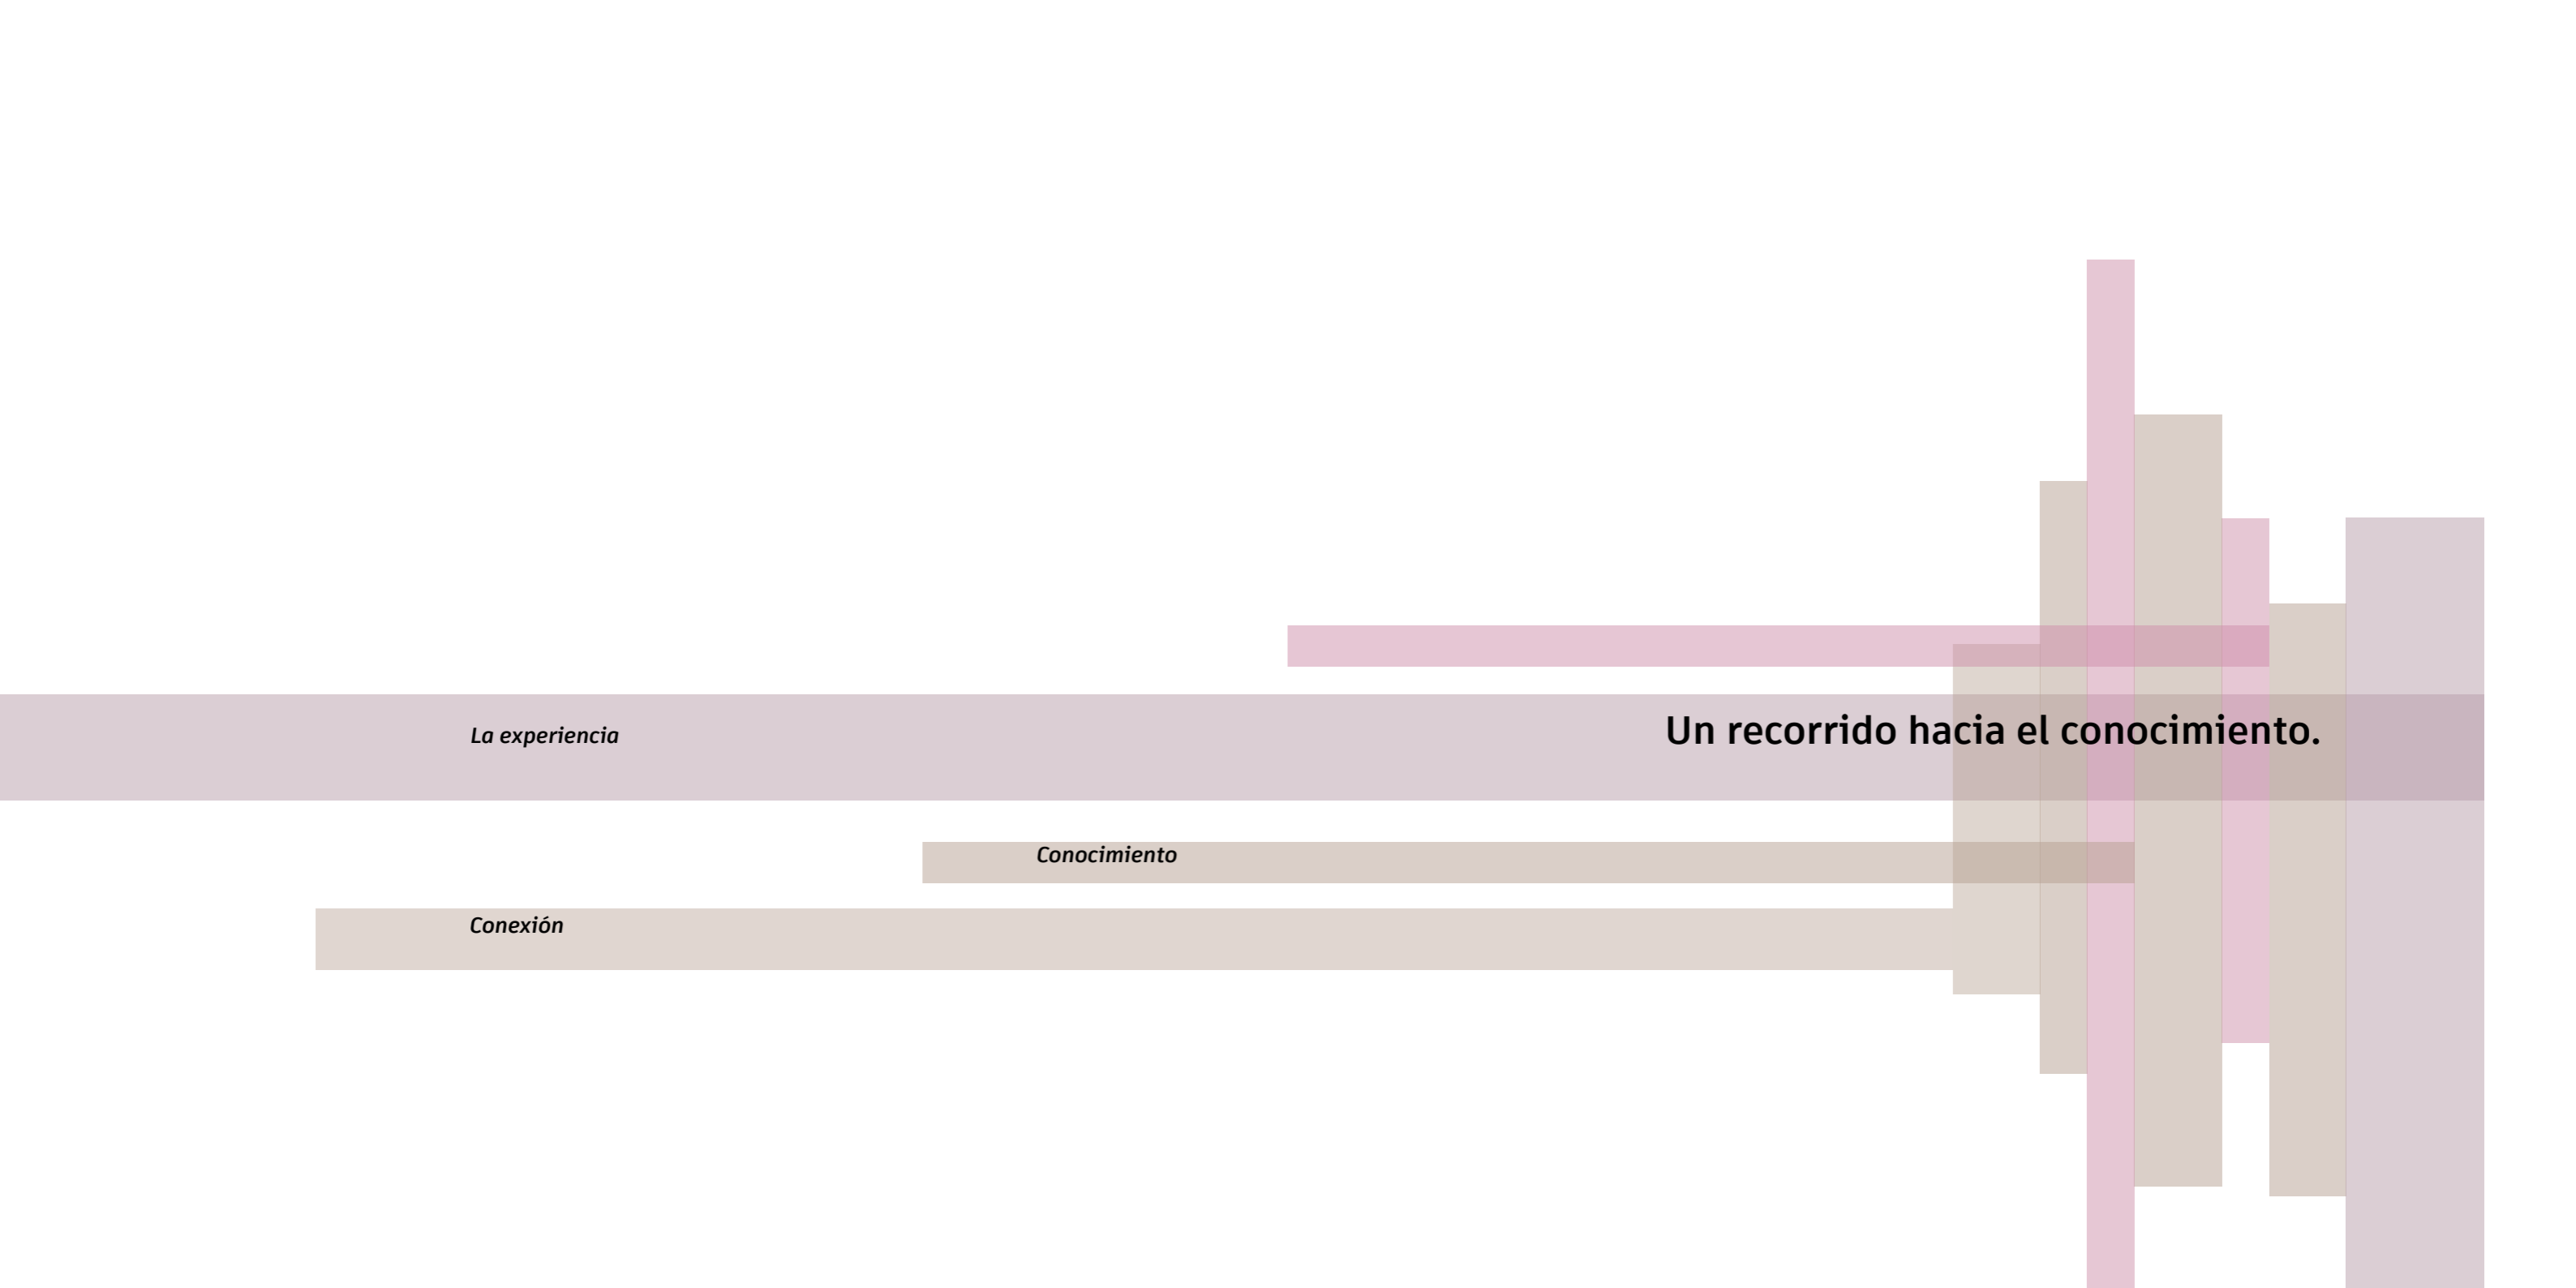 Un recorrido hacia el conocimiento.
La experiencia
Conocimiento
Conexión